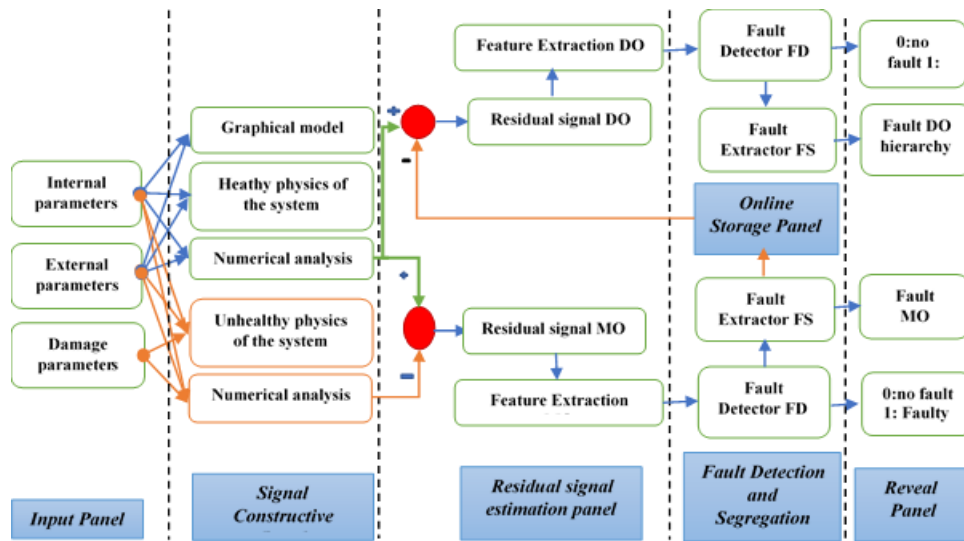 Internal
parameters
External
parameters
Damage
parameters
Input Panel
Graphical model
Heathy physics of
the system
Numerical analysis
Unhealthy physics
of the system
Numerical analysis
Signal
Constructive
+
-
+
=
Feature Extraction DO
Residual signal DO
Residual signal MO
Feature Extraction
Residual signal
estimation panel
Fault
Detector FD
Fault
Extractor FS
Online
Storage Panel
Fault
Extractor FS
Fault
Detector FD
Fault Detection
and
Segregation
0:no
fault 1:
Fault DO
hierarchy
Fault
MO
0:no fault
1: Faulty
Reveal
Panel